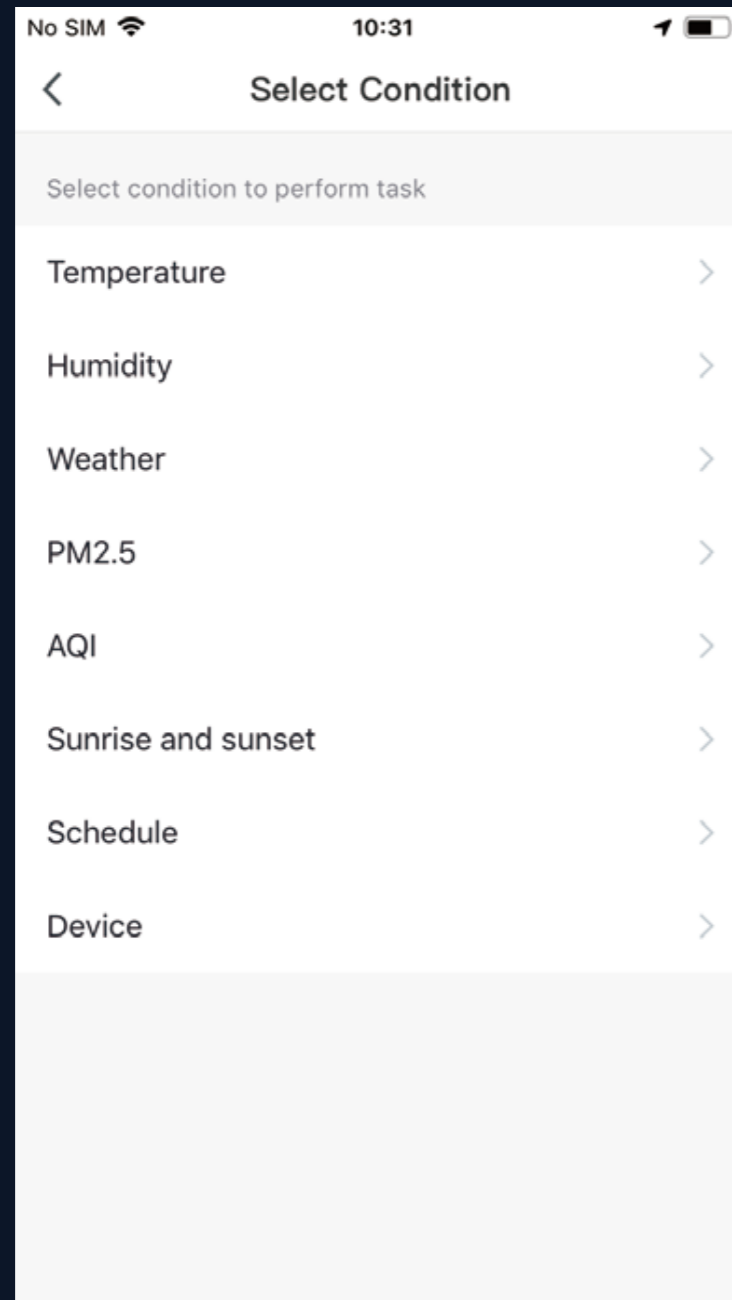 No SIM 10:31
Select Condition
Select condition to perform task
Temperature
Humidity
Weather
PM2.5
AQI
Sunrise and sunset
Schedule
Device